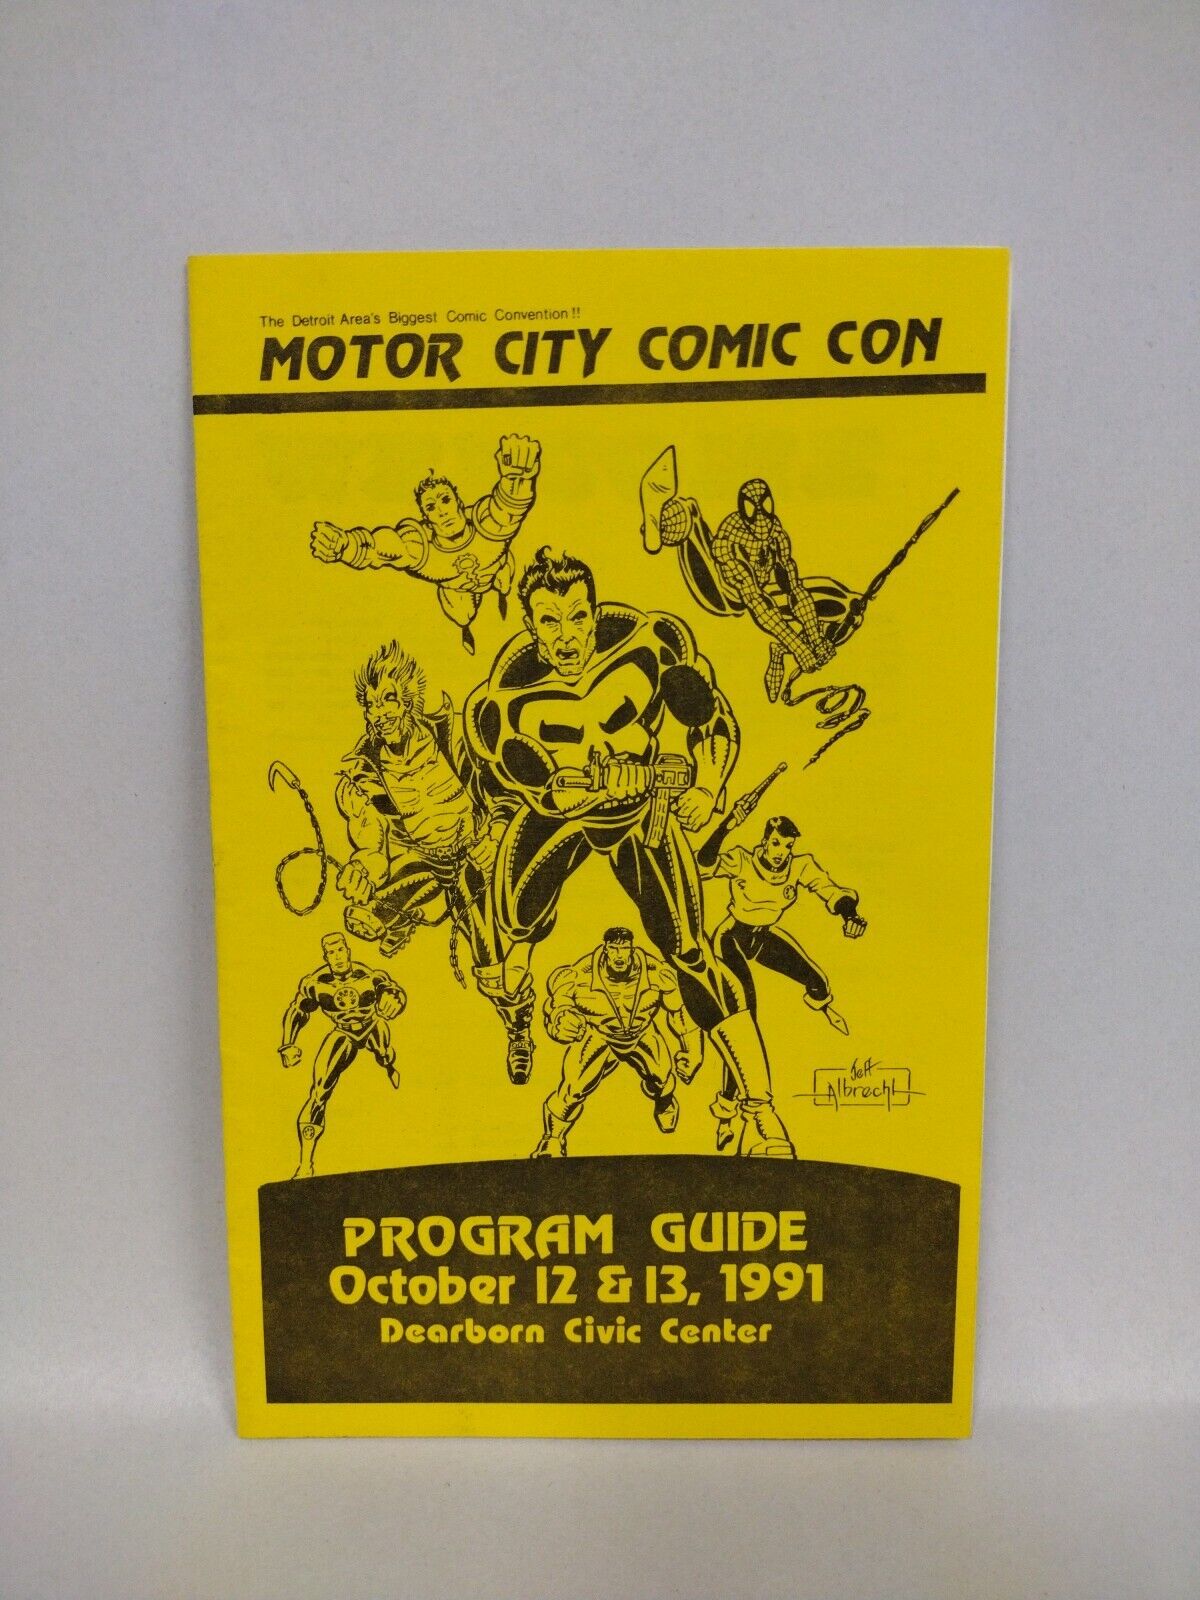 The Detroit Area's Biggest Comic Convention!!
MOTOR CITY COMIC CON
Jeff
Albrecht
PROGRAM GUIDE
October 12 & 13, 1991
Dearborn Civic Center